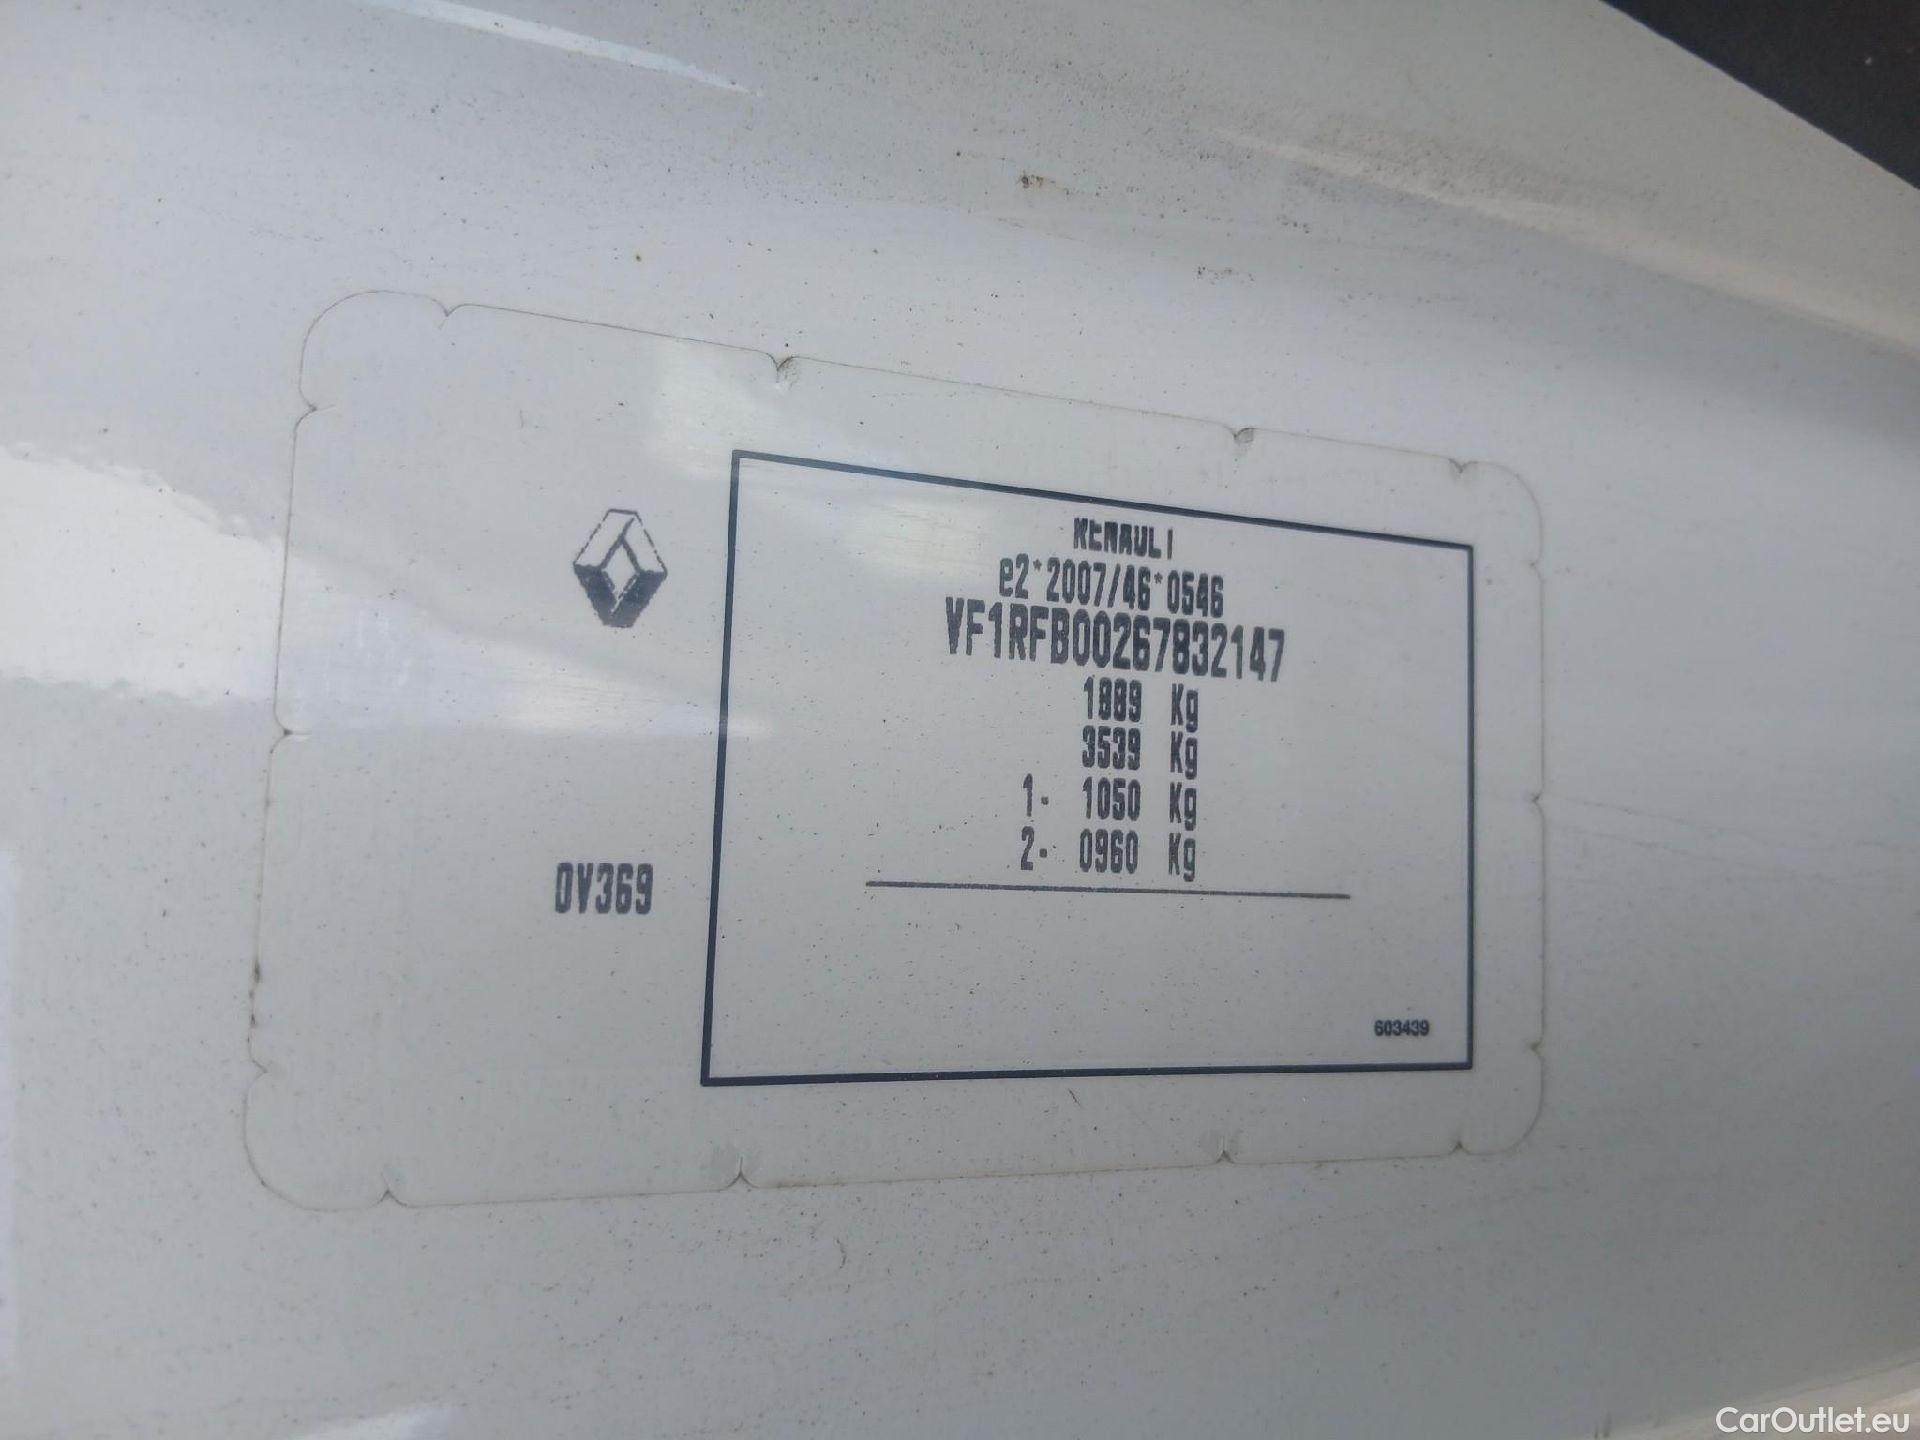 RENAULT
e2*2007/46*0546
VF1RFB00267832147
1889 Kg
3539 Kg
1- 1050 Kg
2- 0960 Kg
0V369
603439
CarOutlet.eu